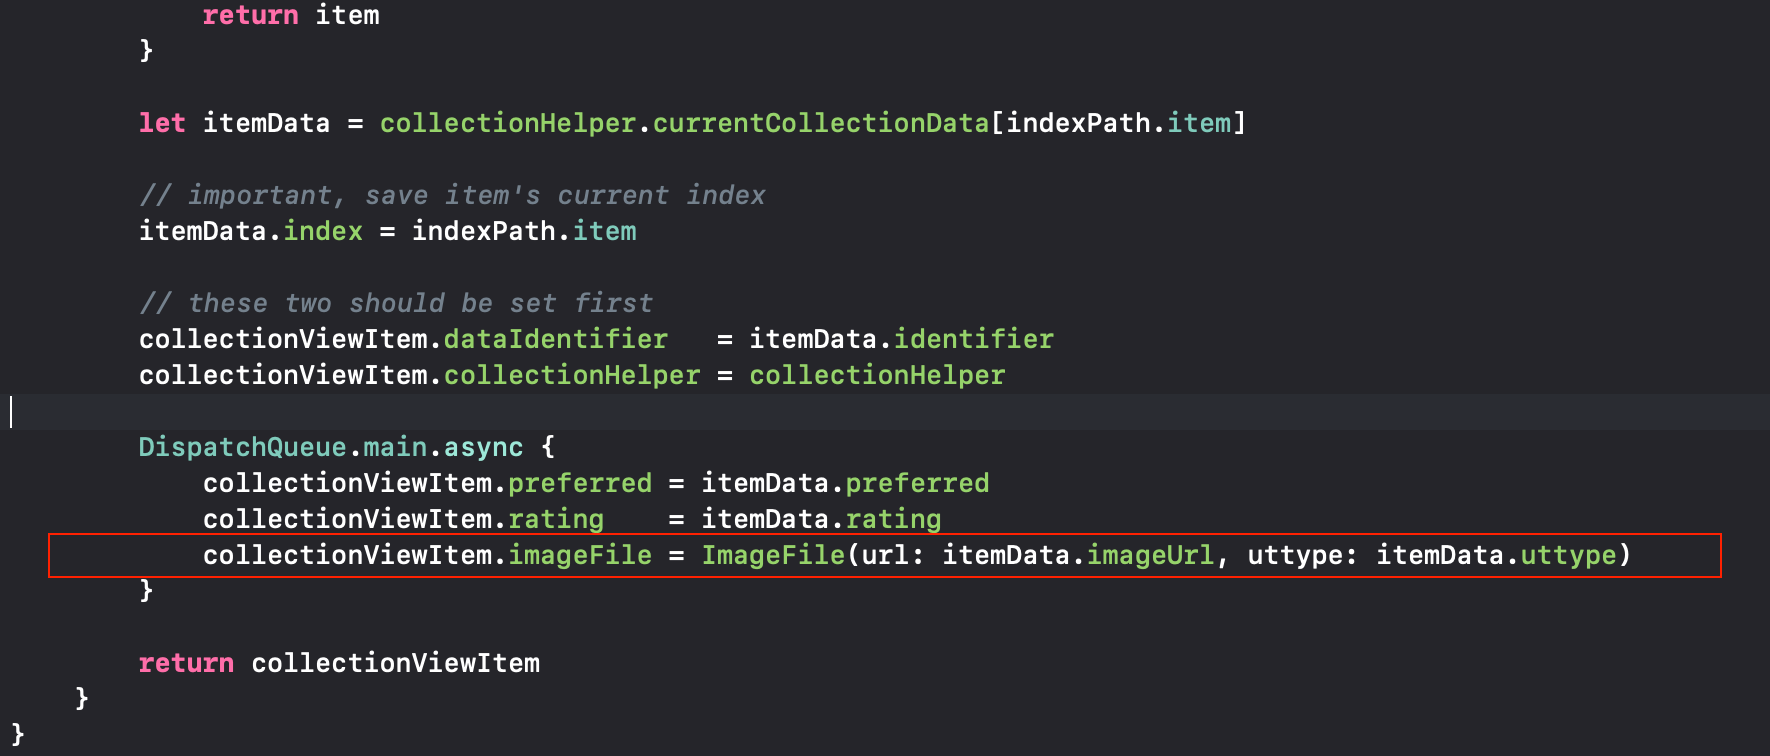 return item
}
let itemData = collectionHelper.currentCollectionData[indexPath.item]
// important, save item's current index
itemData.index = indexPath.item
// these two should be set first
collectionViewItem.dataIdentifier   = itemData.identifier
collectionViewItem.collectionHelper = collectionHelper
DispatchQueue.main.async {
collectionViewItem.preferred = itemData.preferred
collectionViewItem.rating    = itemData.rating
collectionViewItem.imageFile = ImageFile(url: itemData.imageUrl, uttype: itemData.uttype)
}
return collectionViewItem
}
}